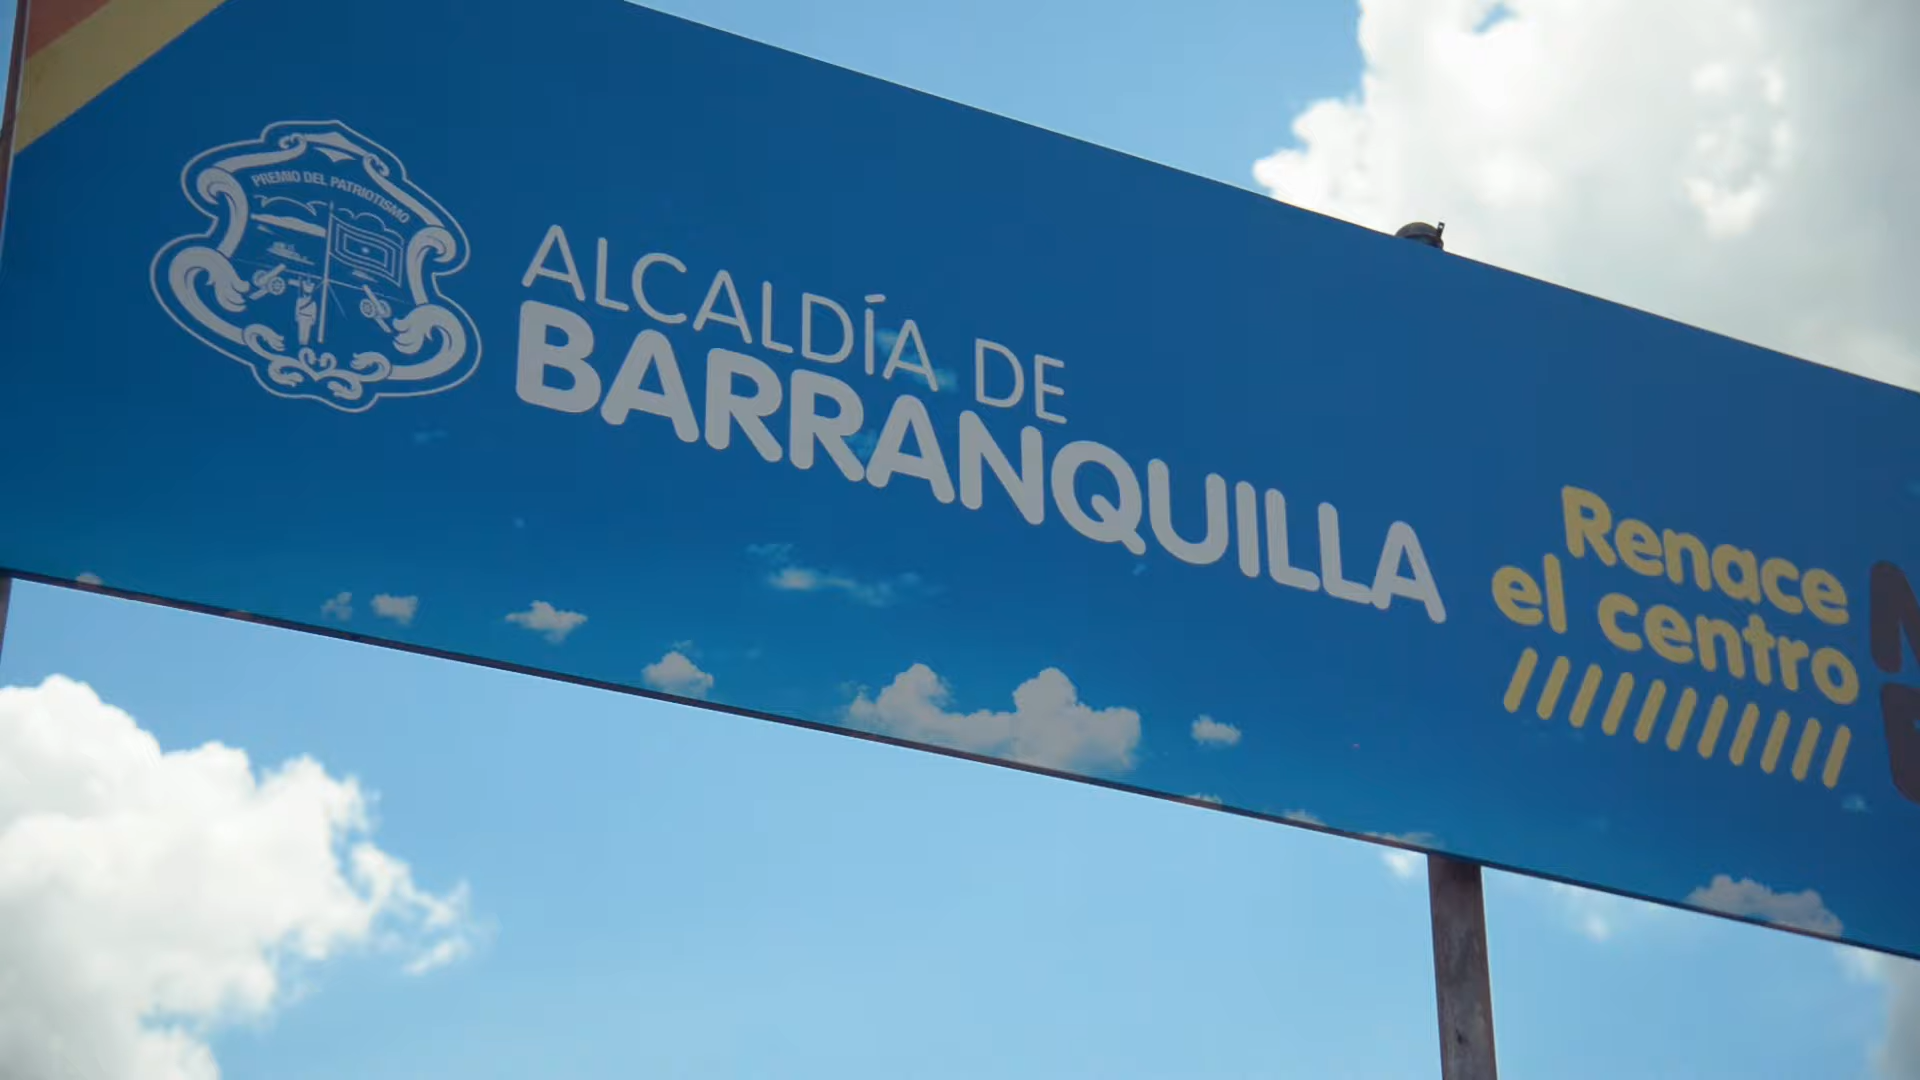 PREMIO DEL PATRIOTISMO
ALCALDÍA DE
BARRANQUILLA
Renace
el centro